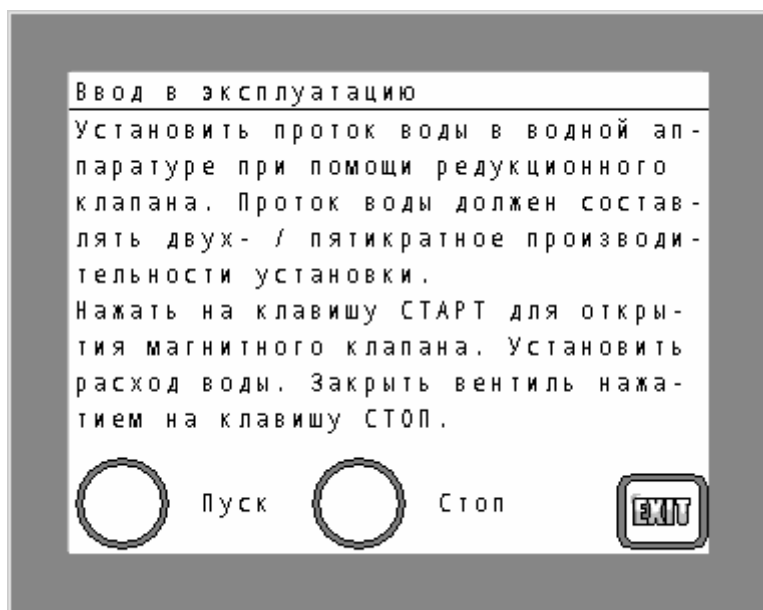 Ввод в эксплуатацию
Установить проток воды в водной ап-
паратуре при помощи редукционного
клапана. Проток воды должен состав-
лять двух- / пятикратное производи-
тельности установки.
Нажать на клавишу СТАРТ для откры-
тия магнитного клапана. Установить
расход воды. Закрыть вентиль нажа-
тием на клавишу СТОП.
Пуск Стоп EXIT